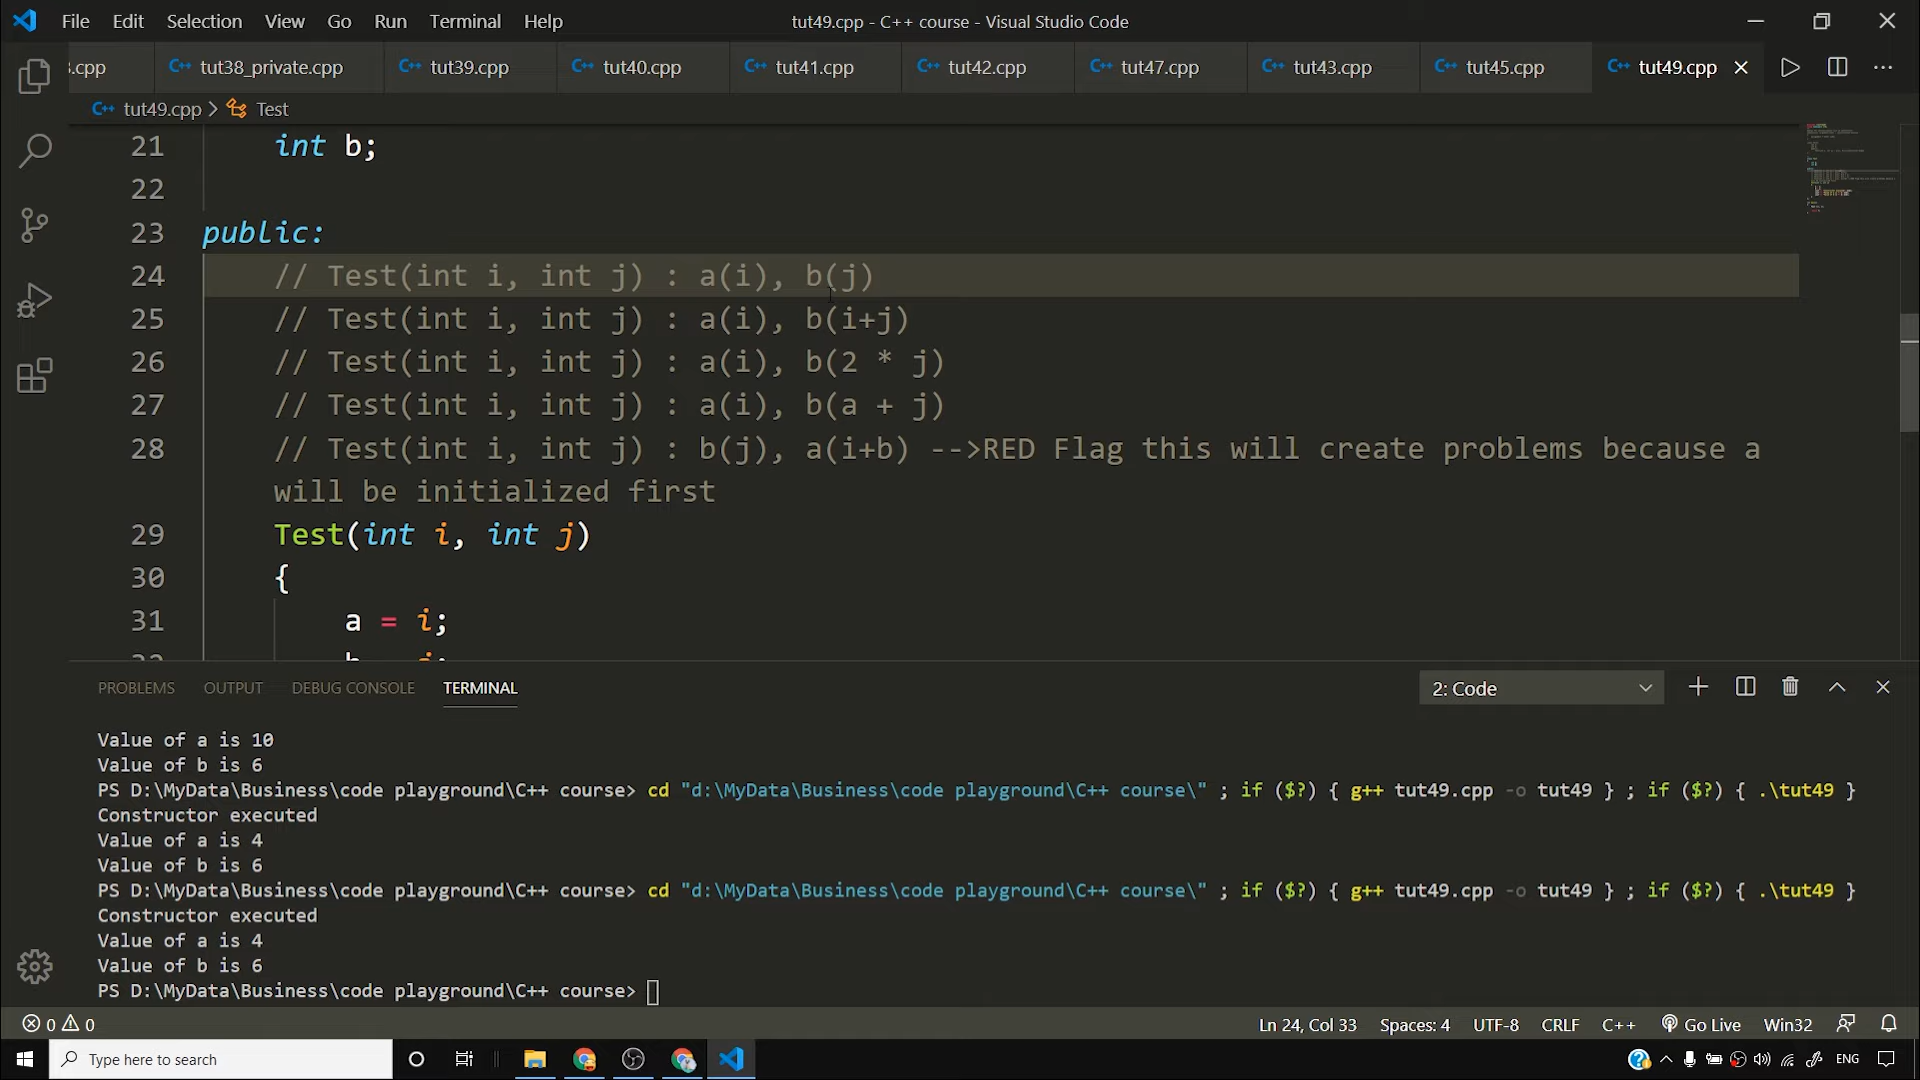 File Edit Selection View Go Run Terminal Help tut49.cpp - C++ course - Visual Studio Code
.cpp tut38_private.cpp tut39.cpp tut40.cpp tut41.cpp tut42.cpp tut47.cpp tut43.cpp tut45.cpp tut49.cpp
tut49.cpp > Test
21 int b;
22
23 public:
24 // Test(int i, int j) : a(i), b(j)
25 // Test(int i, int j) : a(i), b(i+j)
26 // Test(int i, int j) : a(i), b(2 * j)
27 // Test(int i, int j) : a(i), b(a + j)
28 // Test(int i, int j) : b(j), a(i+b) -->RED Flag this will create problems because a
will be initialized first
29 Test(int i, int j)
30 {
31 a = i;
PROBLEMS OUTPUT DEBUG CONSOLE TERMINAL 2: Code
Value of a is 10
Value of b is 6
PS D:\MyData\Business\code playground\C++ course> cd "d:\MyData\Business\code playground\C++ course\" ; if ($?) { g++ tut49.cpp -o tut49 } ; if ($?) { .\tut49 }
Constructor executed
Value of a is 4
Value of b is 6
PS D:\MyData\Business\code playground\C++ course> cd "d:\MyData\Business\code playground\C++ course\" ; if ($?) { g++ tut49.cpp -o tut49 } ; if ($?) { .\tut49 }
Constructor executed
Value of a is 4
Value of b is 6
PS D:\MyData\Business\code playground\C++ course>
0 0 Ln 24, Col 33 Spaces: 4 UTF-8 CRLF C++ Go Live Win32
Type here to search ENG